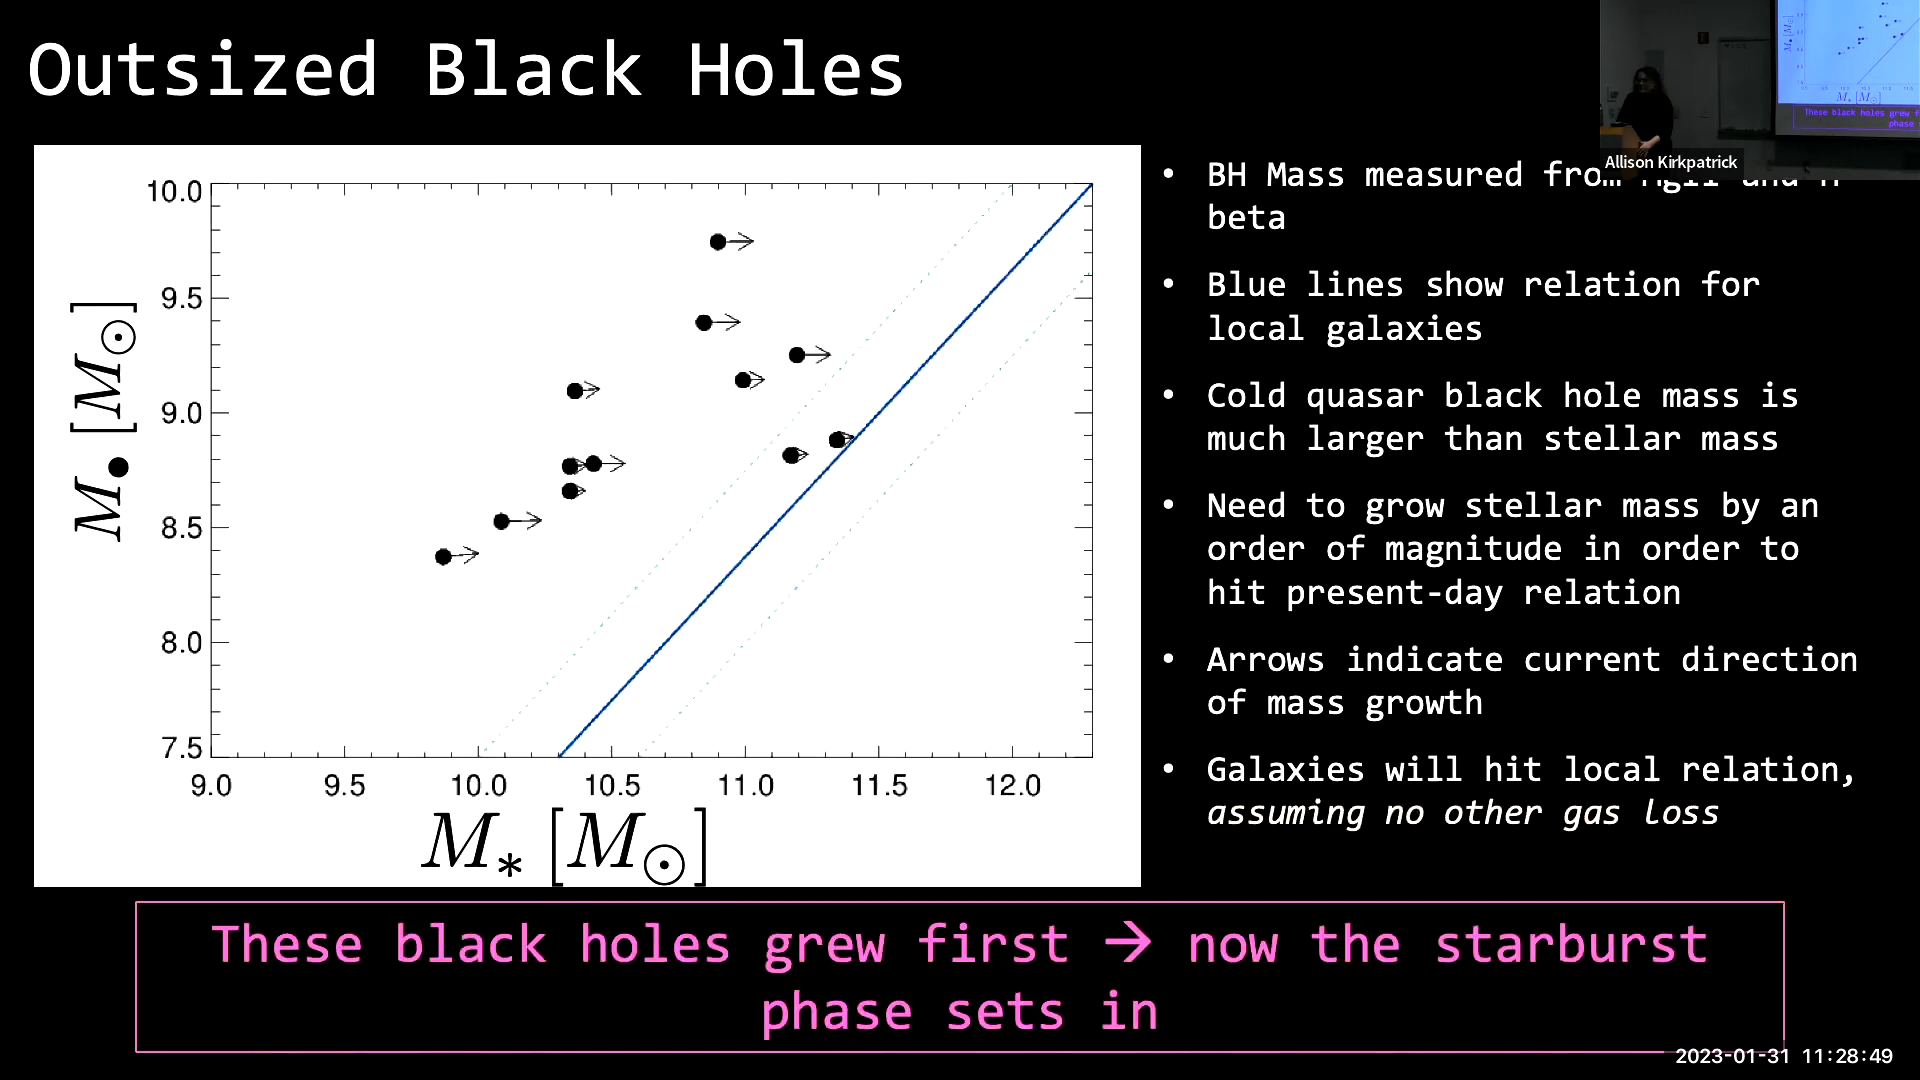 Outsized Black Holes
Allison Kirkpatrick
10.0
9.5
9.0
8.5
8.0
7.5
M● [M⊙]
9.0 9.5 10.0 10.5 11.0 11.5 12.0
M* [M⊙]
• BH Mass measured from MgII and H
beta
• Blue lines show relation for
local galaxies
• Cold quasar black hole mass is
much larger than stellar mass
• Need to grow stellar mass by an
order of magnitude in order to
hit present-day relation
• Arrows indicate current direction
of mass growth
• Galaxies will hit local relation,
assuming no other gas loss
These black holes grew first → now the starburst
phase sets in
2023-01-31 11:28:49